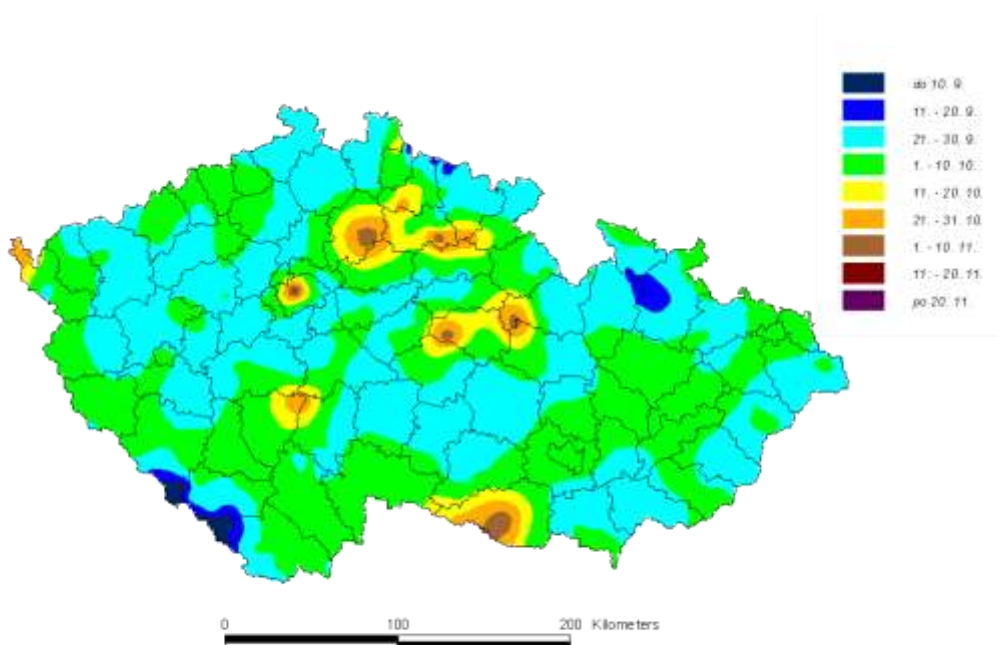 do 10. 9.
11. - 20. 9.
21. - 30. 9.
1. - 10. 10.
11. - 20. 10.
21. - 31. 10.
1. - 10. 11.
11. - 20. 11.
po 20. 11.
0 100 200 Kilometers